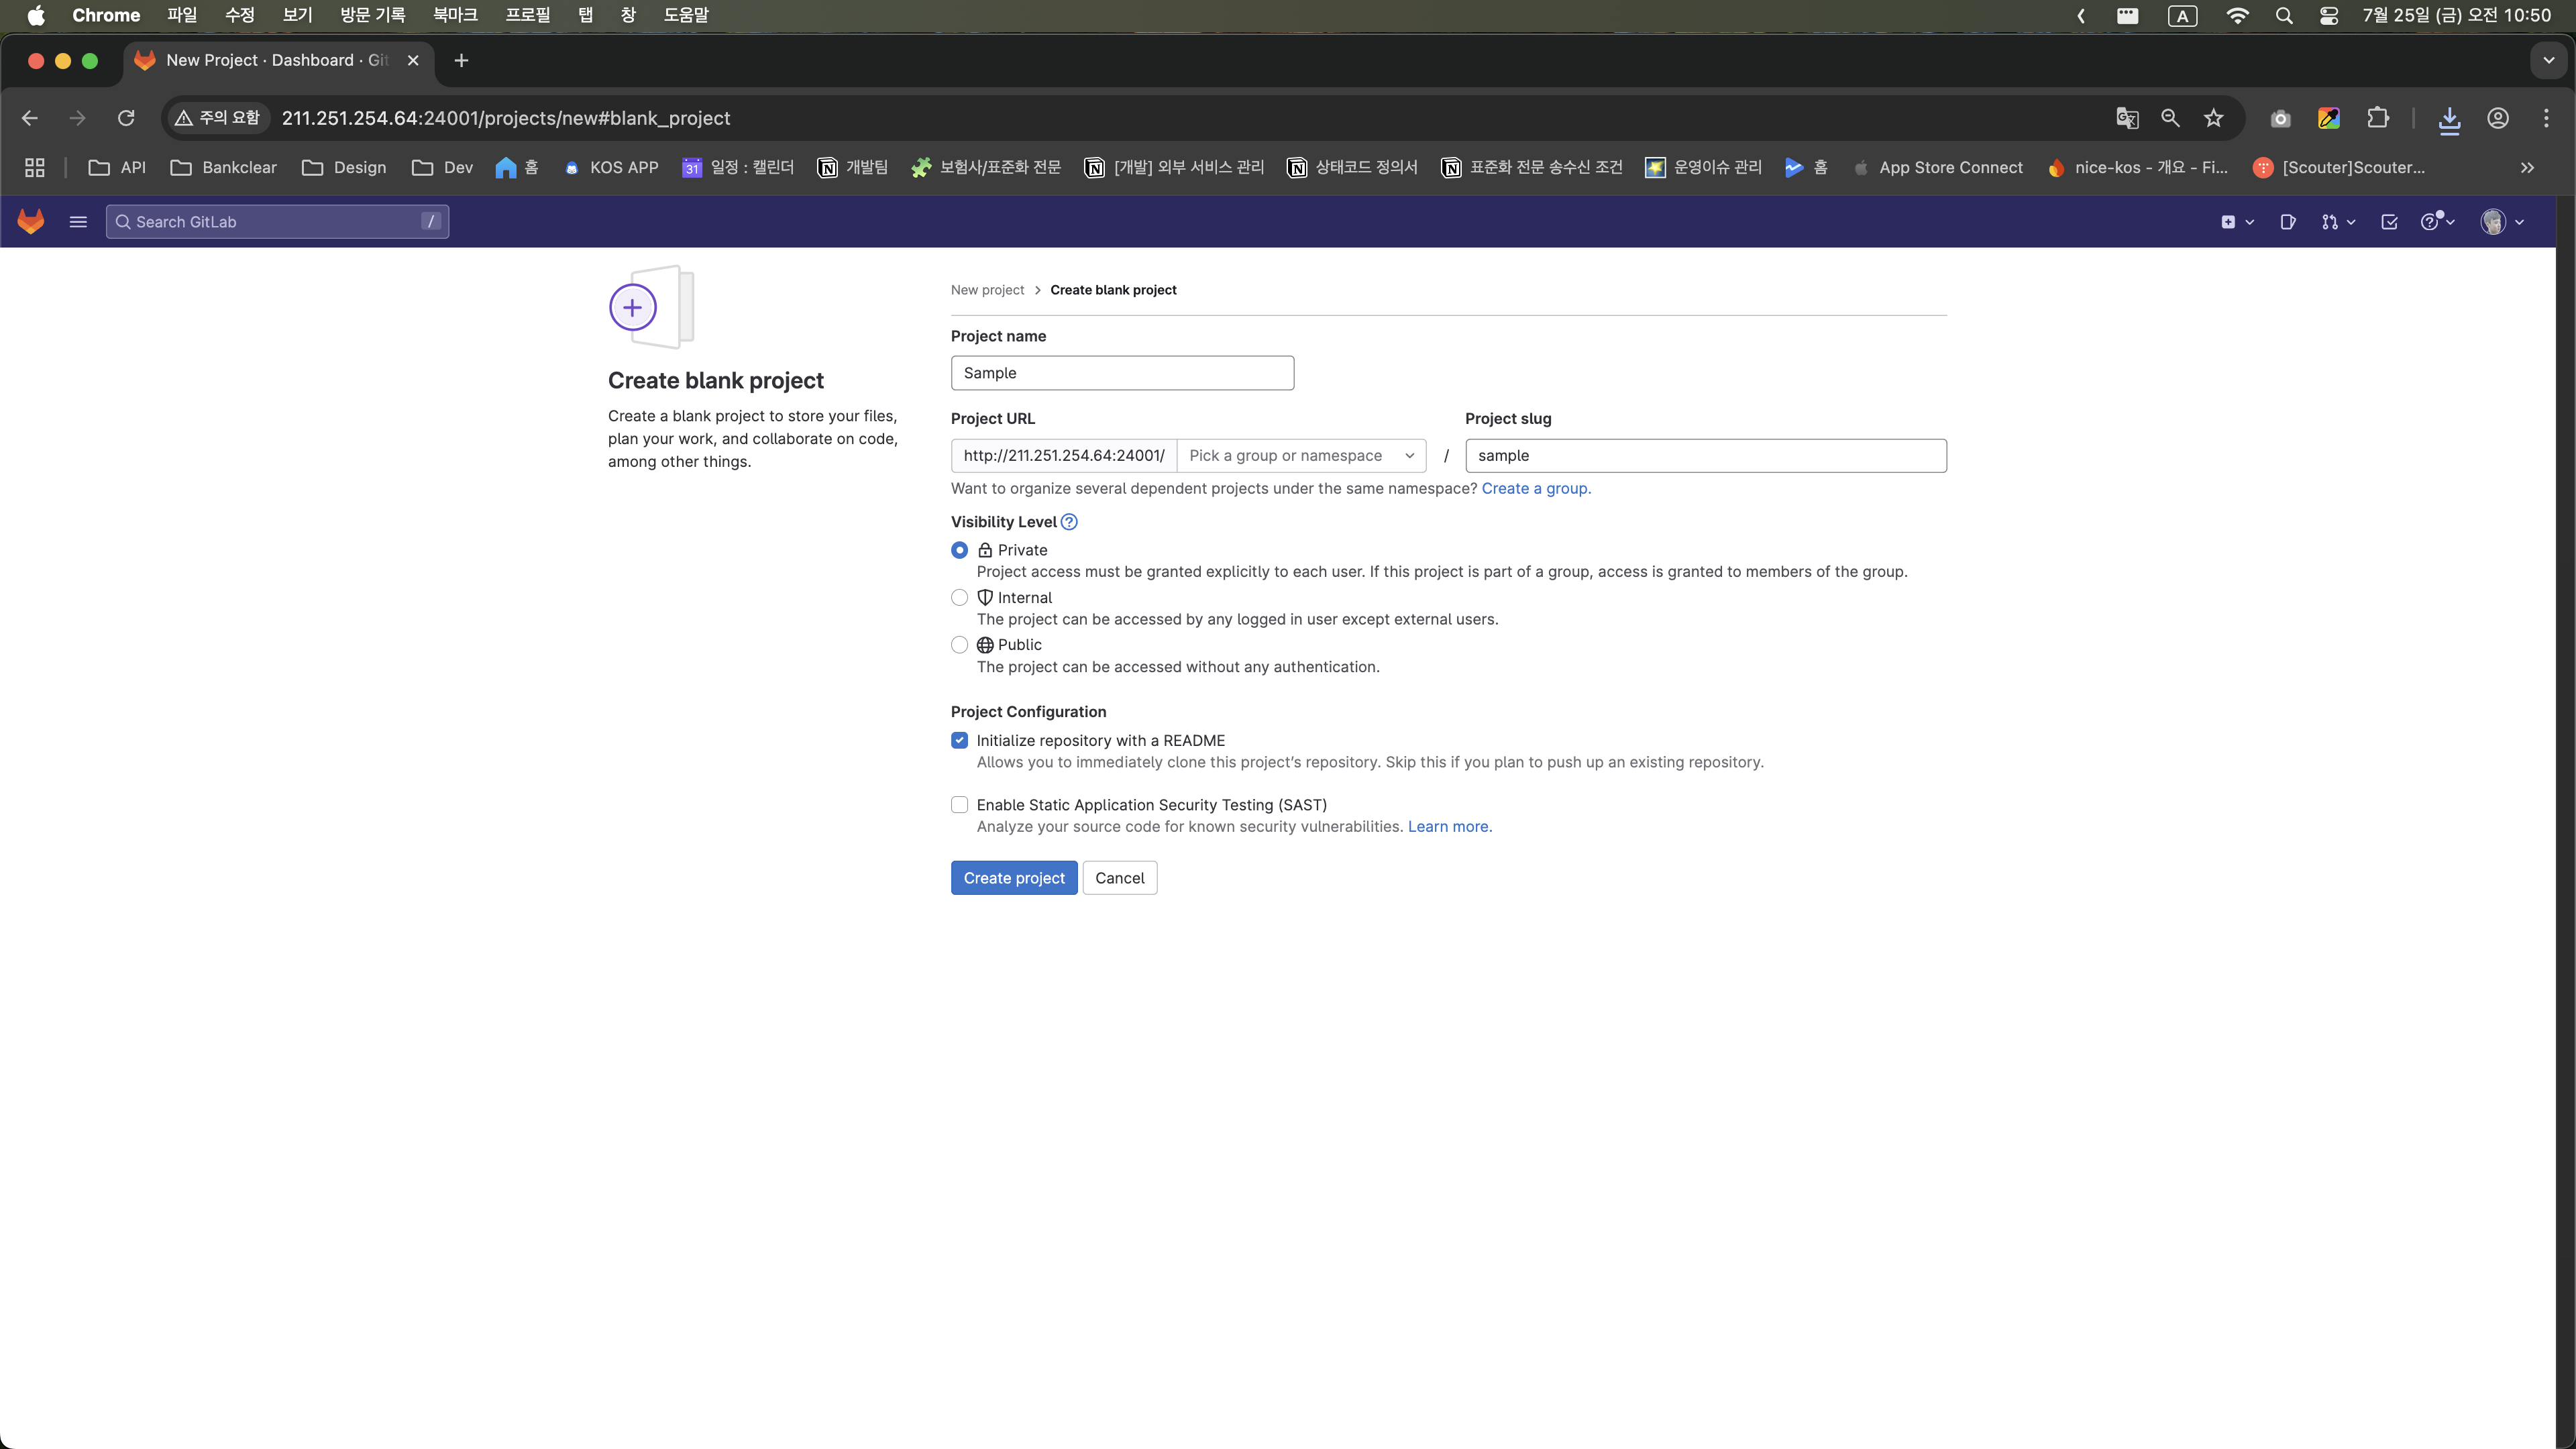 Chrome 파일 수정 보기 방문 기록 북마크 프로필 탭 창 도움말 A 7월 25일 (금) 오전 10:50
New Project · Dashboard · Git
주의 요함 211.251.254.64:24001/projects/new#blank_project
API Bankclear Design Dev 홈 KOS APP 31 일정 : 캘린더 개발팀 보험사/표준화 전문 [개발] 외부 서비스 관리 상태코드 정의서 표준화 전문 송수신 조건 운영이슈 관리 홈 App Store Connect nice-kos - 개요 - Fi... [Scouter]Scouter...
Search GitLab /
New project > Create blank project
Create blank project
Create a blank project to store your files,
plan your work, and collaborate on code,
among other things.
Project name
Sample
Project URL Project slug
http://211.251.254.64:24001/ Pick a group or namespace / sample
Want to organize several dependent projects under the same namespace? Create a group.
Visibility Level
Private
Project access must be granted explicitly to each user. If this project is part of a group, access is granted to members of the group.
Internal
The project can be accessed by any logged in user except external users.
Public
The project can be accessed without any authentication.
Project Configuration
Initialize repository with a README
Allows you to immediately clone this project's repository. Skip this if you plan to push up an existing repository.
Enable Static Application Security Testing (SAST)
Analyze your source code for known security vulnerabilities. Learn more.
Create project Cancel